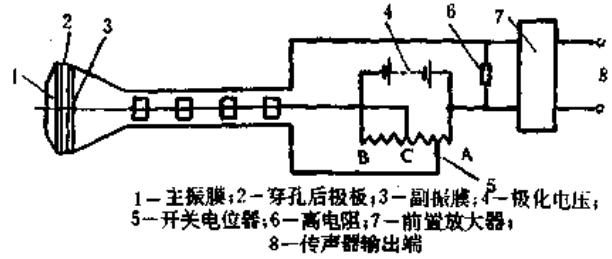 1 2 3 4 6 7 8
B C A 5
1—主振膜;2—穿孔后极板;3—副振膜;4—极化电压;
5—开关电位器;6—高电阻;7—前置放大器;
8—传声器输出端